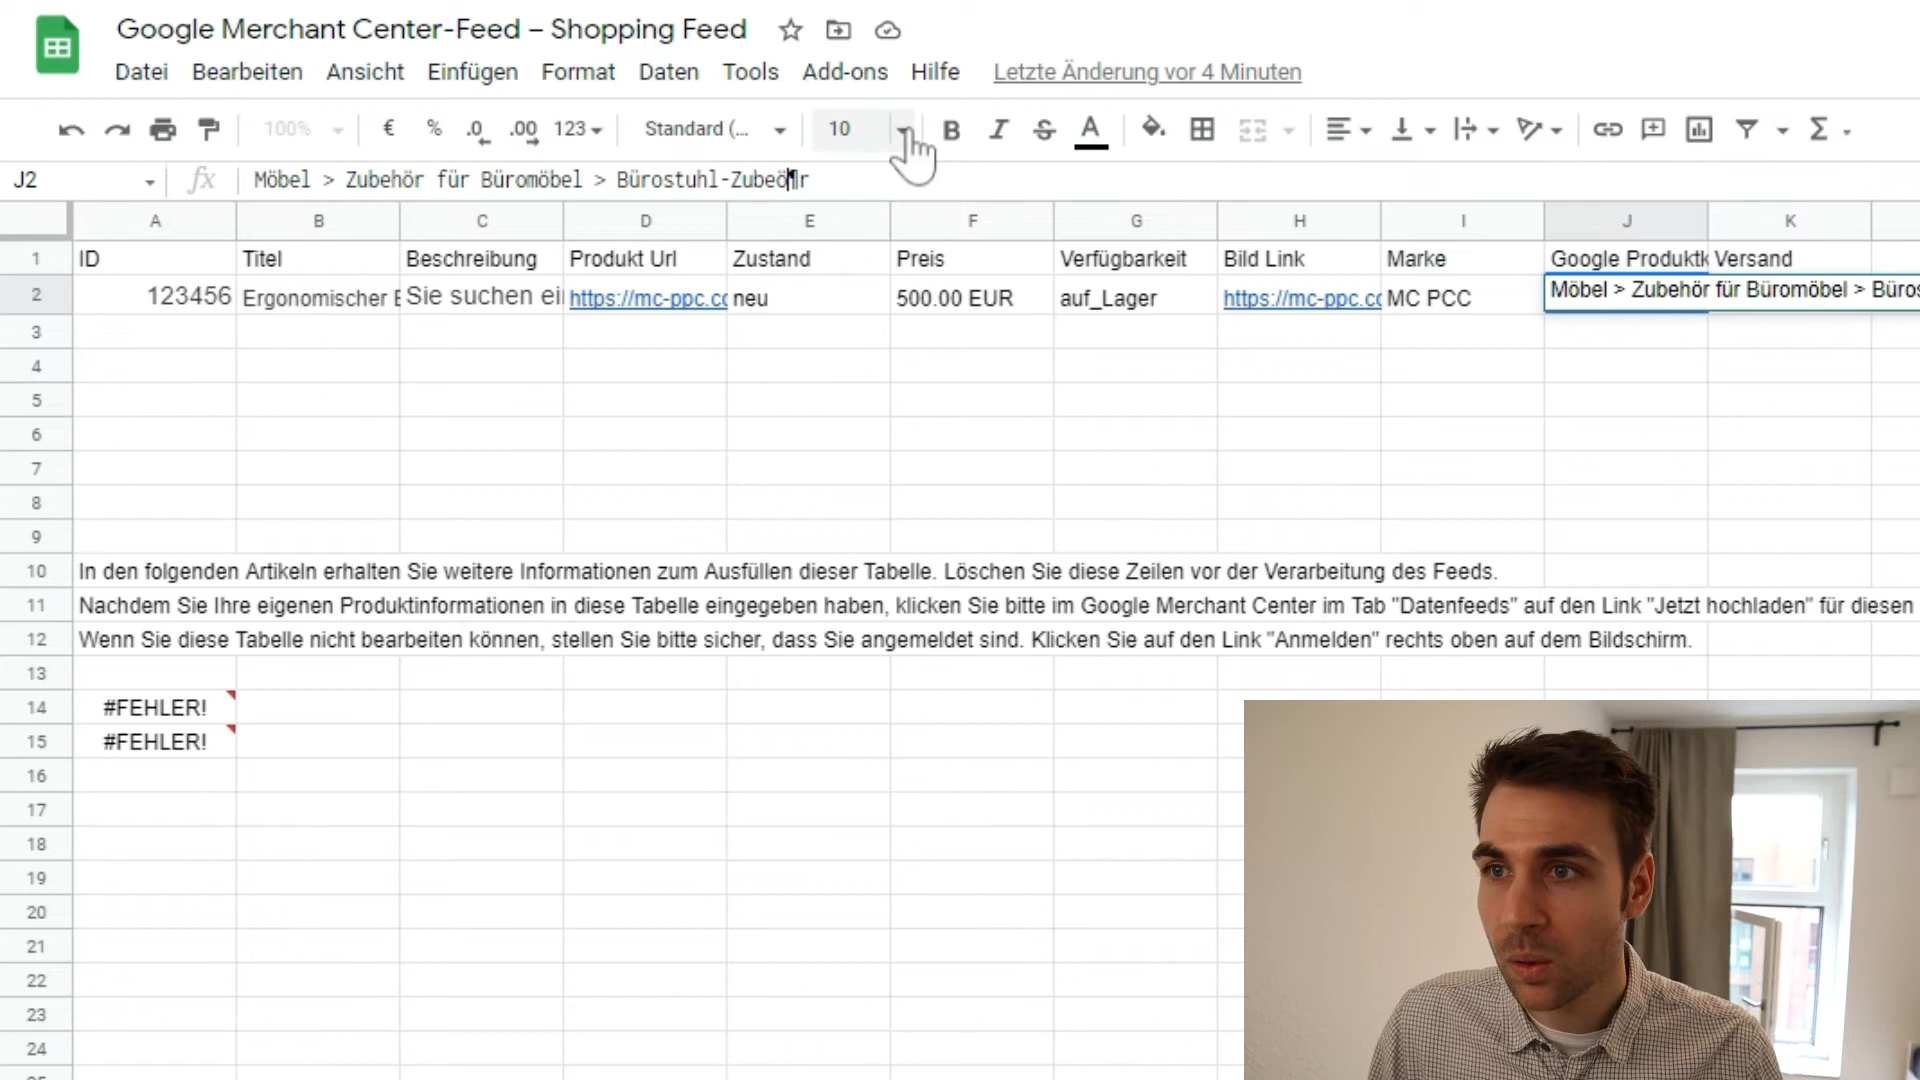 Google Merchant Center-Feed – Shopping Feed
Datei Bearbeiten Ansicht Einfügen Format Daten Tools Add-ons Hilfe Letzte Änderung vor 4 Minuten
100% € % .0 .00 123 Standard (... 10 B I S A
J2 fx Möbel > Zubehör für Büromöbel > Bürostuhl-Zubeö¶r
A B C D E F G H I J K
1 ID Titel Beschreibung Produkt Url Zustand Preis Verfügbarkeit Bild Link Marke Google Produktk Versand
2 123456 Ergonomischer Sie suchen ei https://mc-ppc.cc neu 500.00 EUR auf_Lager https://mc-ppc.cc MC PCC Möbel > Zubehör für Büromöbel > Büros
3
4
5
6
7
8
9
10 In den folgenden Artikeln erhalten Sie weitere Informationen zum Ausfüllen dieser Tabelle. Löschen Sie diese Zeilen vor der Verarbeitung des Feeds.
11 Nachdem Sie Ihre eigenen Produktinformationen in diese Tabelle eingegeben haben, klicken Sie bitte im Google Merchant Center im Tab "Datenfeeds" auf den Link "Jetzt hochladen" für diesen
12 Wenn Sie diese Tabelle nicht bearbeiten können, stellen Sie bitte sicher, dass Sie angemeldet sind. Klicken Sie auf den Link "Anmelden" rechts oben auf dem Bildschirm.
13
14 #FEHLER!
15 #FEHLER!
16
17
18
19
20
21
22
23
24